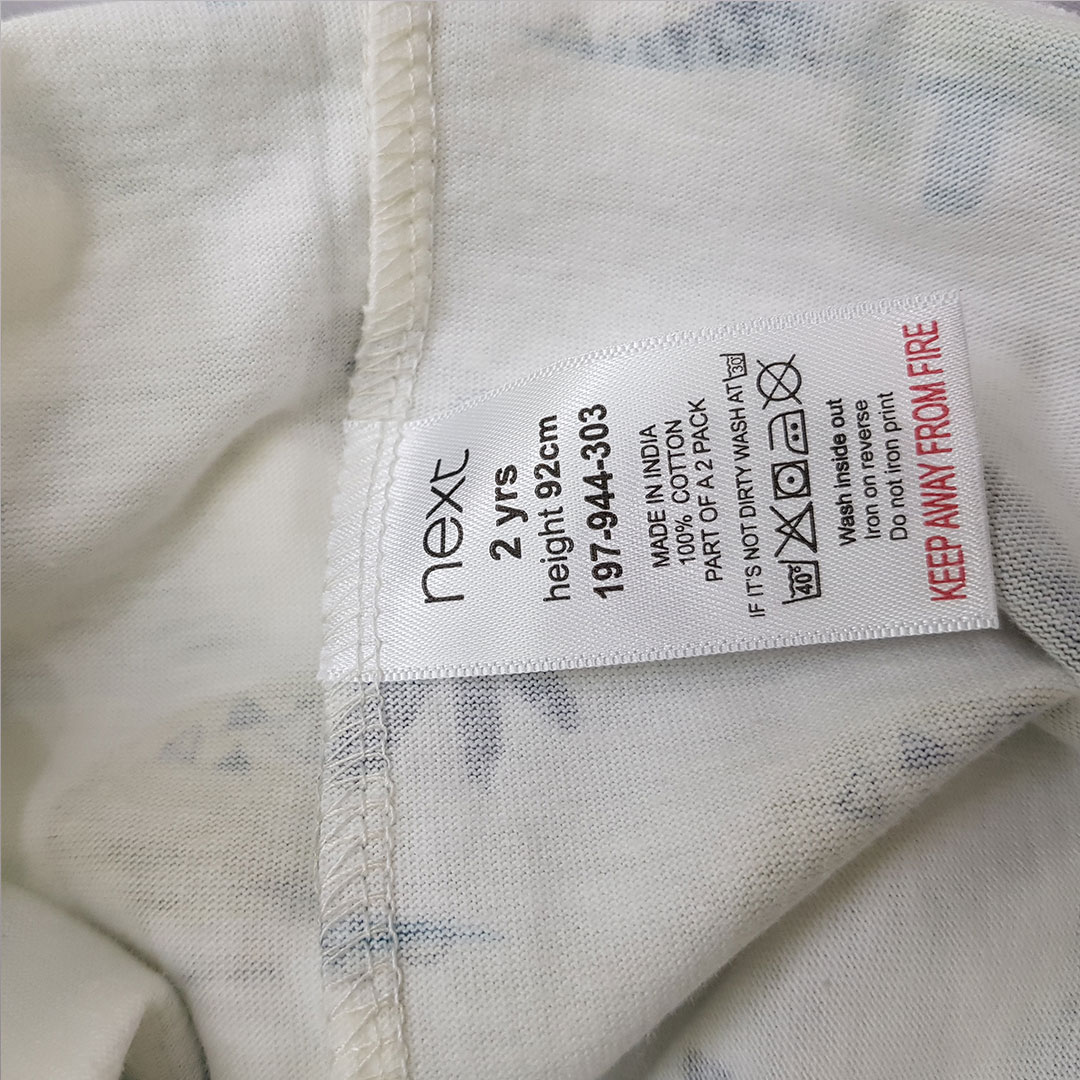 next
2 yrs
height 92cm
197-944-303
MADE IN INDIA
100% COTTON
PART OF A 2 PACK
IF IT'S NOT DIRTY WASH AT 30
40°
Wash inside out
Iron on reverse
Do not iron print
KEEP AWAY FROM FIRE